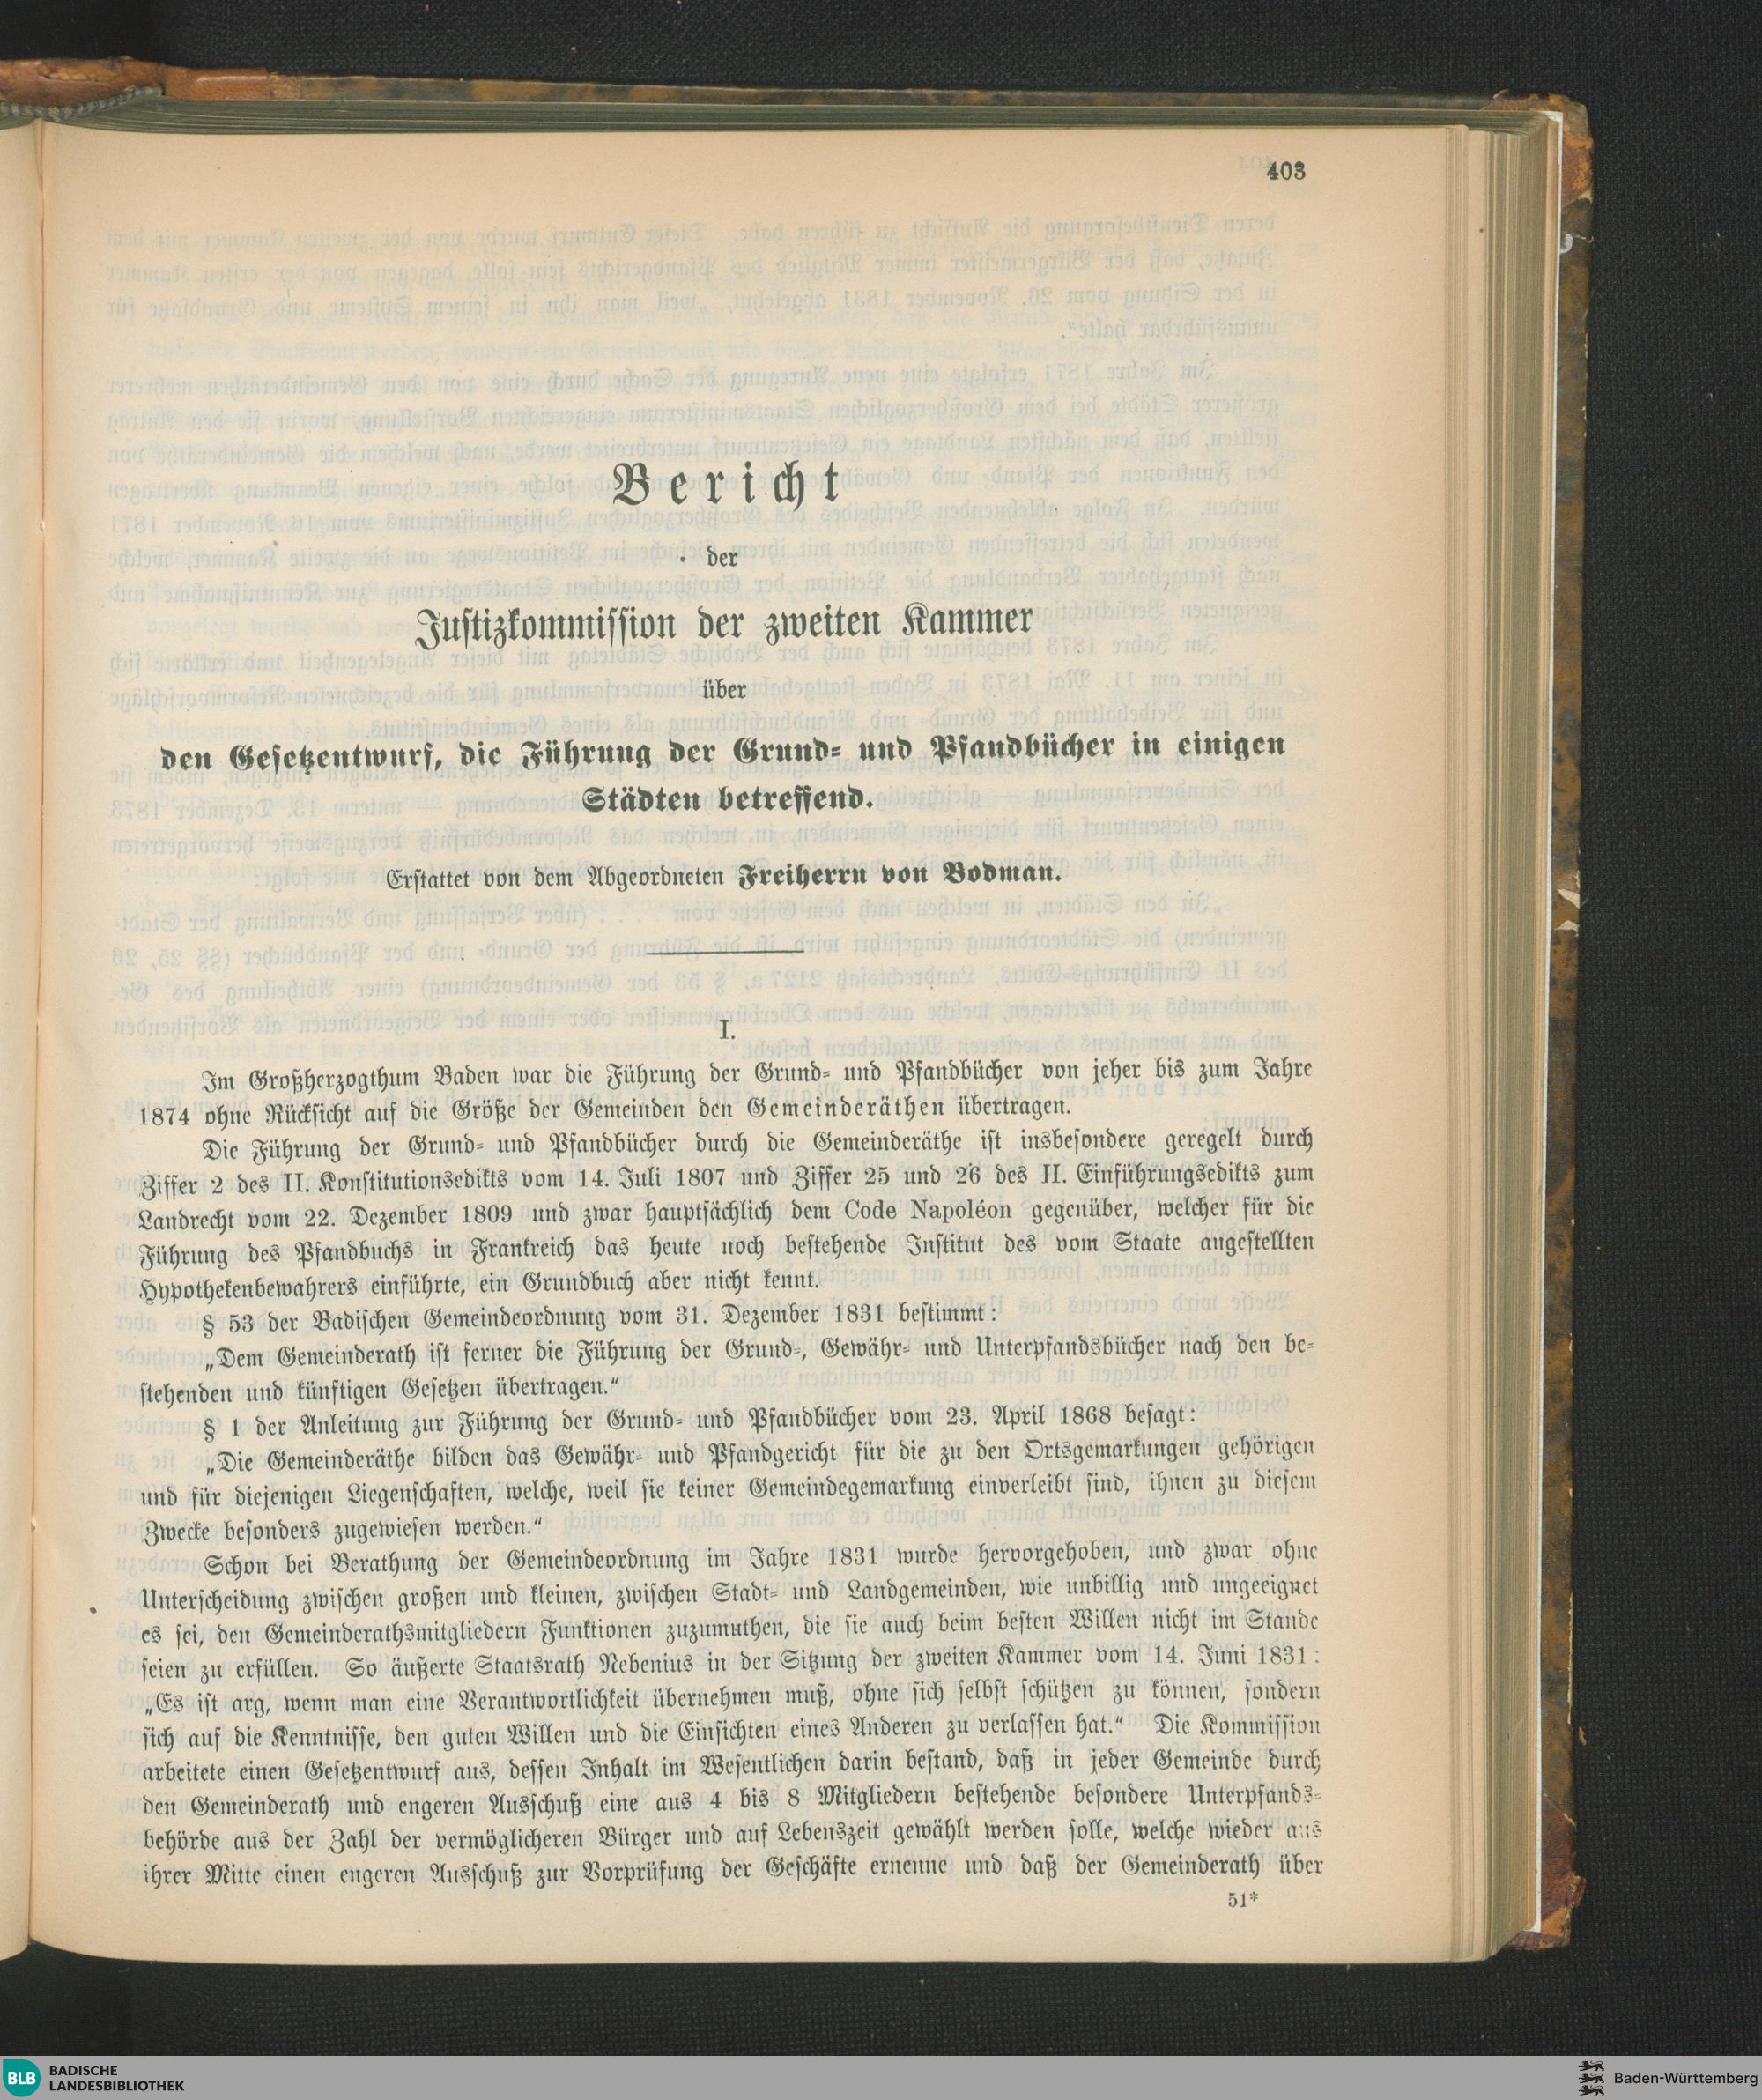 403
Bericht
der
Justizkommission der zweiten Kammer
über
den Gesetzentwurf, die Führung der Grund- und Pfandbücher in einigen
Städten betreffend.
Erstattet von dem Abgeordneten Freiherrn von Bodman.
I.
Im Großherzogthum Baden war die Führung der Grund- und Pfandbücher von jeher bis zum Jahre
1874 ohne Rücksicht auf die Größe der Gemeinden den Gemeinderäthen übertragen.
Die Führung der Grund- und Pfandbücher durch die Gemeinderäthe ist insbesondere geregelt durch
Ziffer 2 des II. Konstitutionsedikts vom 14. Juli 1807 und Ziffer 25 und 26 des II. Einführungsedikts zum
Landrecht vom 22. Dezember 1809 und zwar hauptsächlich dem Code Napoléon gegenüber, welcher für die
Führung des Pfandbuchs in Frankreich das heute noch bestehende Institut des vom Staate angestellten
Hypothekenbewahrers einführte, ein Grundbuch aber nicht kennt.
§ 53 der Badischen Gemeindeordnung vom 31. Dezember 1831 bestimmt:
„Dem Gemeinderath ist ferner die Führung der Grund-, Gewähr- und Unterpfandsbücher nach den be-
stehenden und künftigen Gesetzen übertragen.“
§ 1 der Anleitung zur Führung der Grund- und Pfandbücher vom 23. April 1868 besagt:
„Die Gemeinderäthe bilden das Gewähr- und Pfandgericht für die zu den Ortsgemarkungen gehörigen
und für diejenigen Liegenschaften, welche, weil sie keiner Gemeindegemarkung einverleibt sind, ihnen zu diesem
Zwecke besonders zugewiesen werden.“
Schon bei Berathung der Gemeindeordnung im Jahre 1831 wurde hervorgehoben, und zwar ohne
Unterscheidung zwischen großen und kleinen, zwischen Stadt- und Landgemeinden, wie unbillig und ungeeignet
es sei, den Gemeinderathsmitgliedern Funktionen zuzumuthen, die sie auch beim besten Willen nicht im Stande
seien zu erfüllen. So äußerte Staatsrath Nebenius in der Sitzung der zweiten Kammer vom 14. Juni 1831:
„Es ist arg, wenn man eine Verantwortlichkeit übernehmen muß, ohne sich selbst schützen zu können, sondern
sich auf die Kenntnisse, den guten Willen und die Einsichten eines Anderen zu verlassen hat.“ Die Kommission
arbeitete einen Gesetzentwurf aus, dessen Inhalt im Wesentlichen darin bestand, daß in jeder Gemeinde durch
den Gemeinderath und engeren Ausschuß eine aus 4 bis 8 Mitgliedern bestehende besondere Unterpfands-
behörde aus der Zahl der vermöglicheren Bürger und auf Lebenszeit gewählt werden solle, welche wieder aus
ihrer Mitte einen engeren Ausschuß zur Vorprüfung der Geschäfte ernenne und daß der Gemeinderath über
51*
BLB BADISCHE
LANDESBIBLIOTHEK
Baden-Württemberg